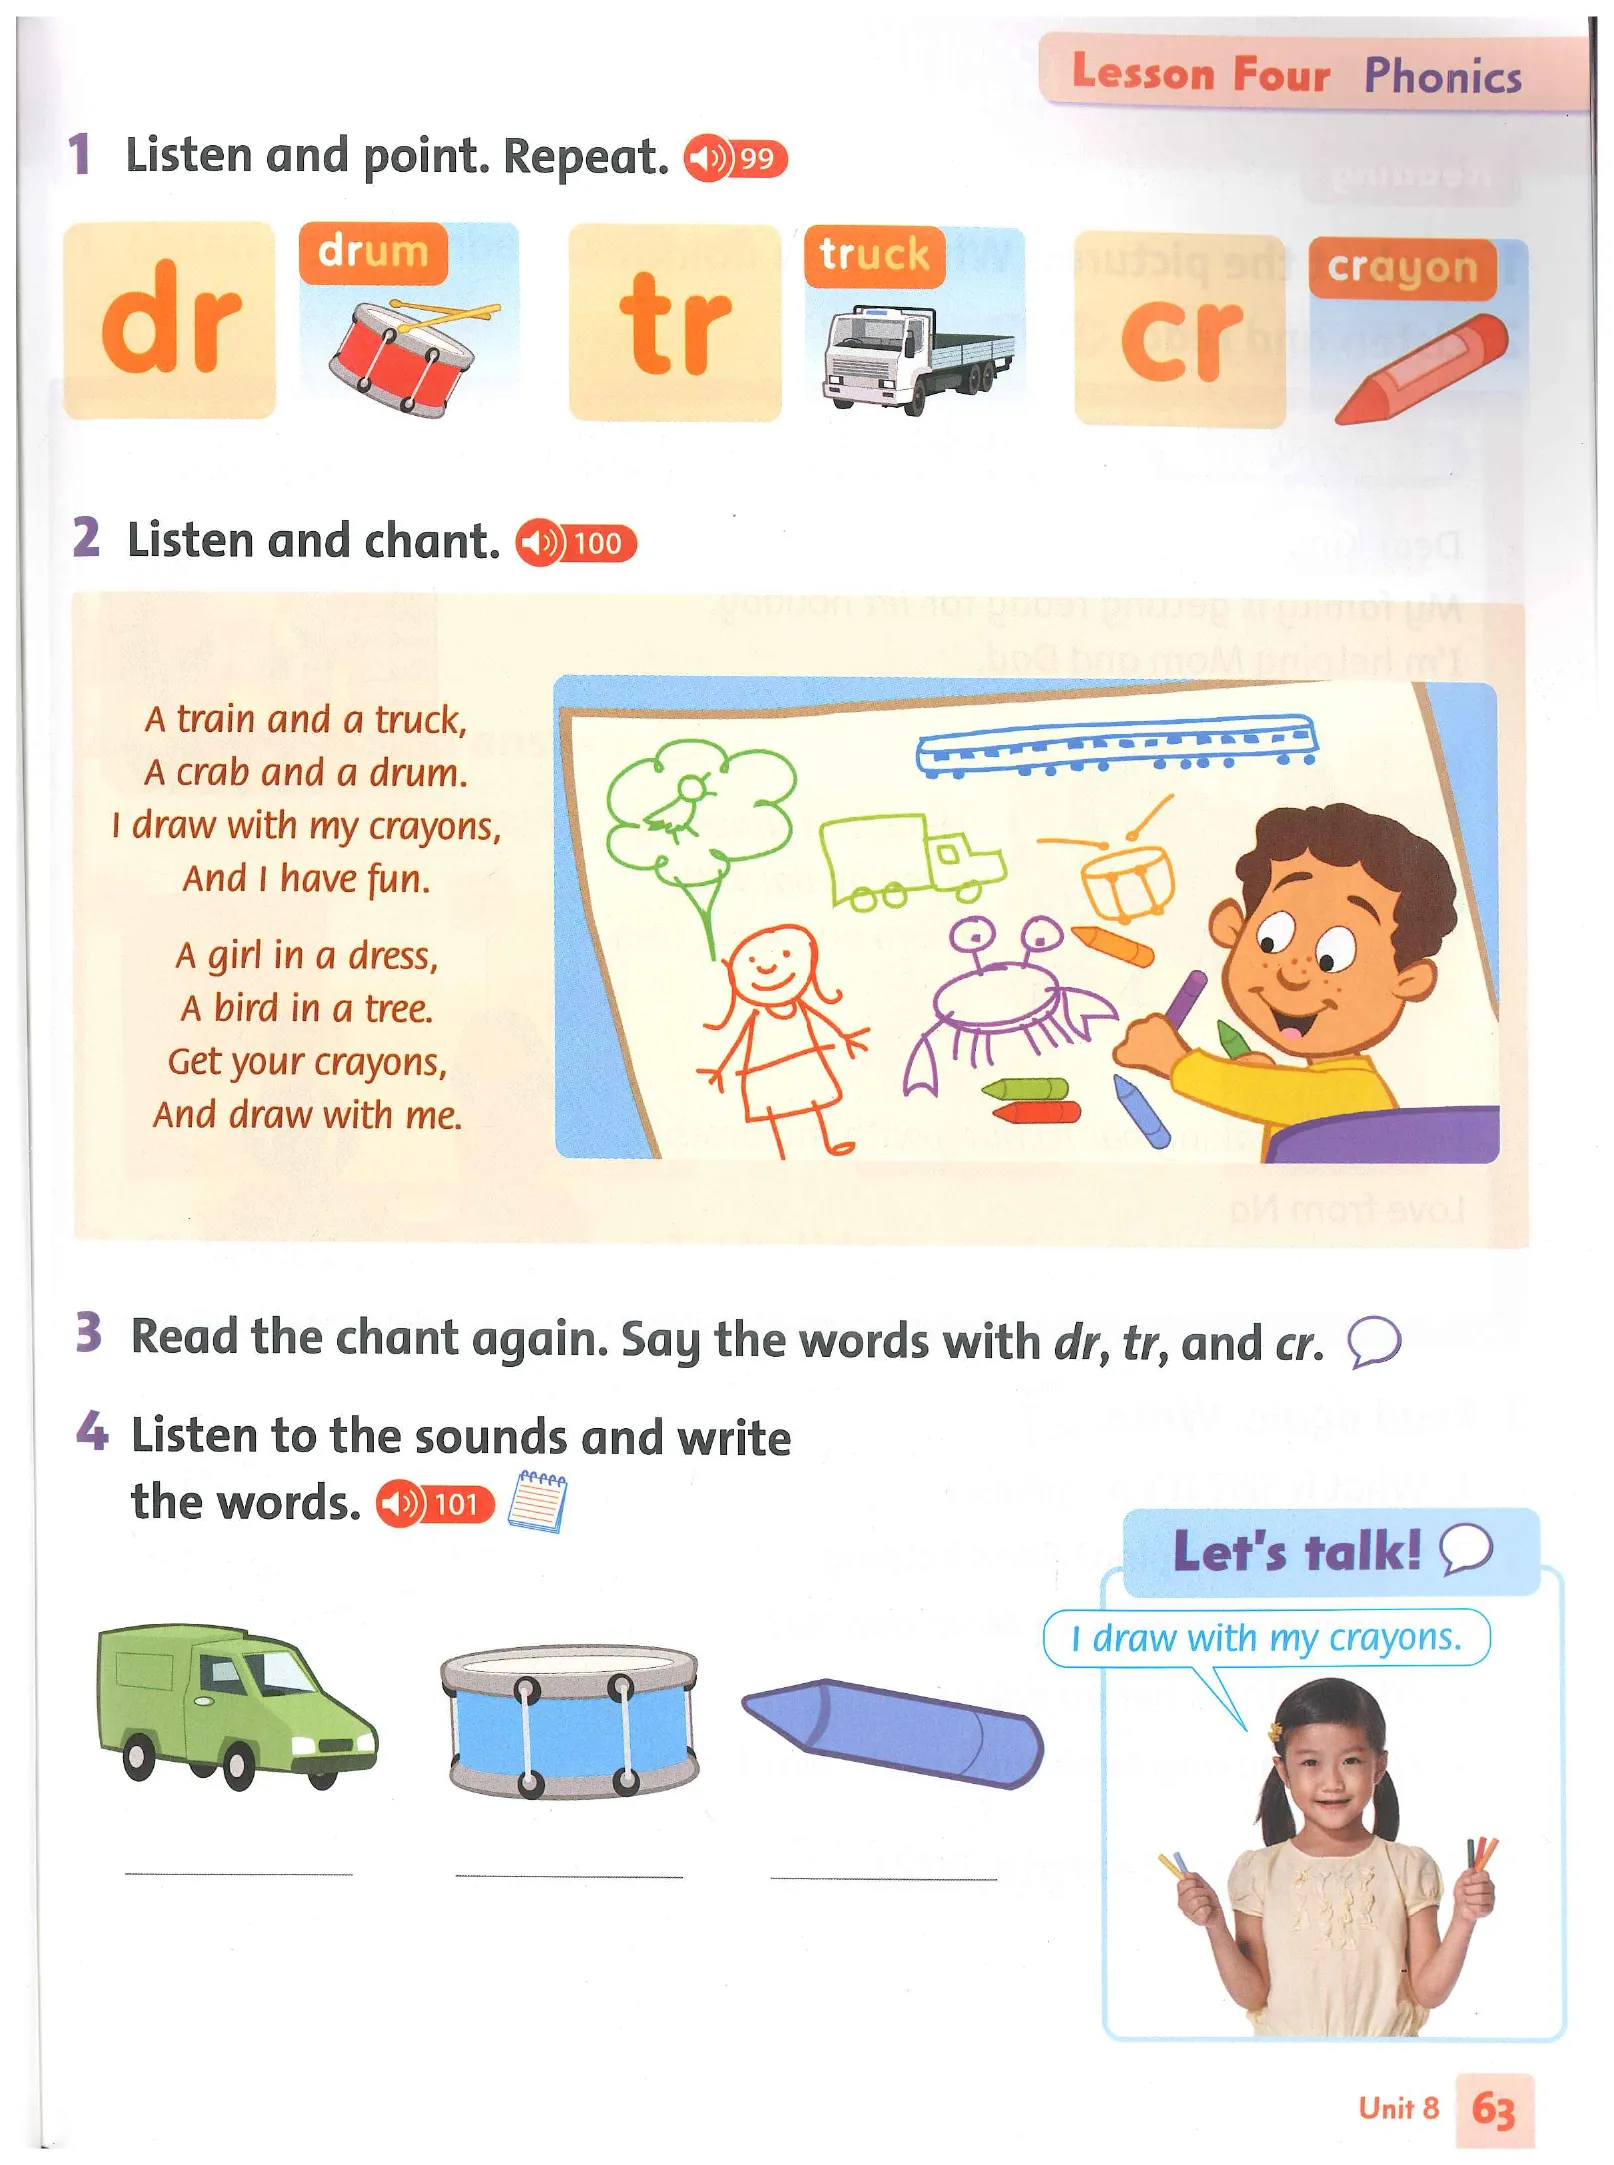 Lesson Four Phonics
1 Listen and point. Repeat. 99
dr
drum
tr
truck
cr
crayon
2 Listen and chant. 100
A train and a truck,
A crab and a drum.
I draw with my crayons,
And I have fun.
A girl in a dress,
A bird in a tree.
Get your crayons,
And draw with me.
3 Read the chant again. Say the words with dr, tr, and cr.
4 Listen to the sounds and write
the words. 101
Let's talk!
I draw with my crayons.
Unit 8 63